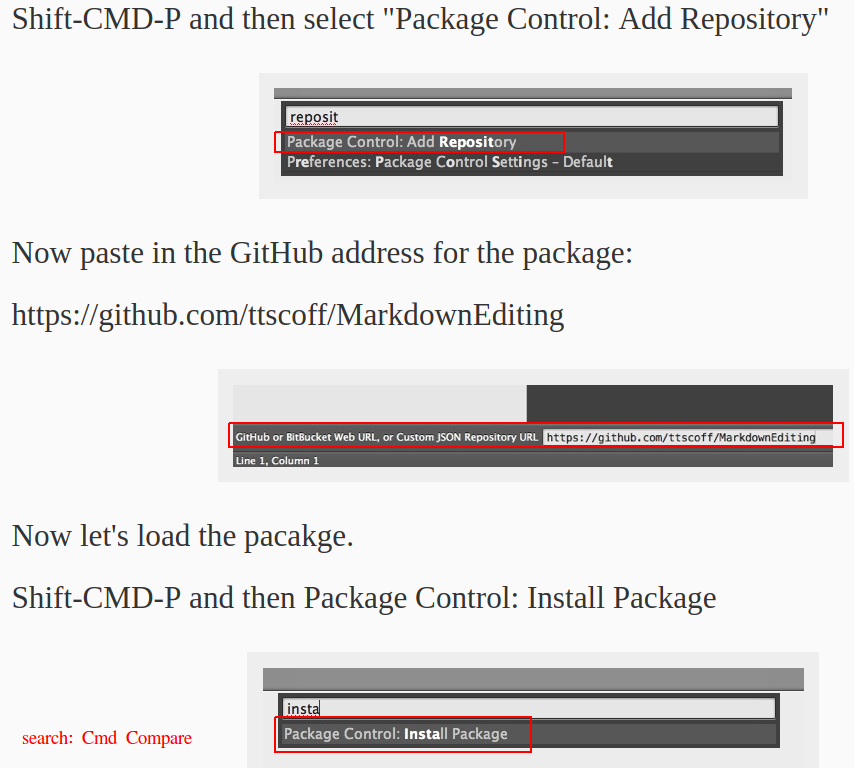 Shift-CMD-P and then select "Package Control: Add Repository"
reposit
Package Control: Add Repository
Preferences: Package Control Settings – Default
Now paste in the GitHub address for the package:
https://github.com/ttscoff/MarkdownEditing
GitHub or BitBucket Web URL, or Custom JSON Repository URL https://github.com/ttscoff/MarkdownEditing
Line 1, Column 1
Now let's load the pacakge.
Shift-CMD-P and then Package Control: Install Package
insta
Package Control: Install Package
search: Cmd Compare